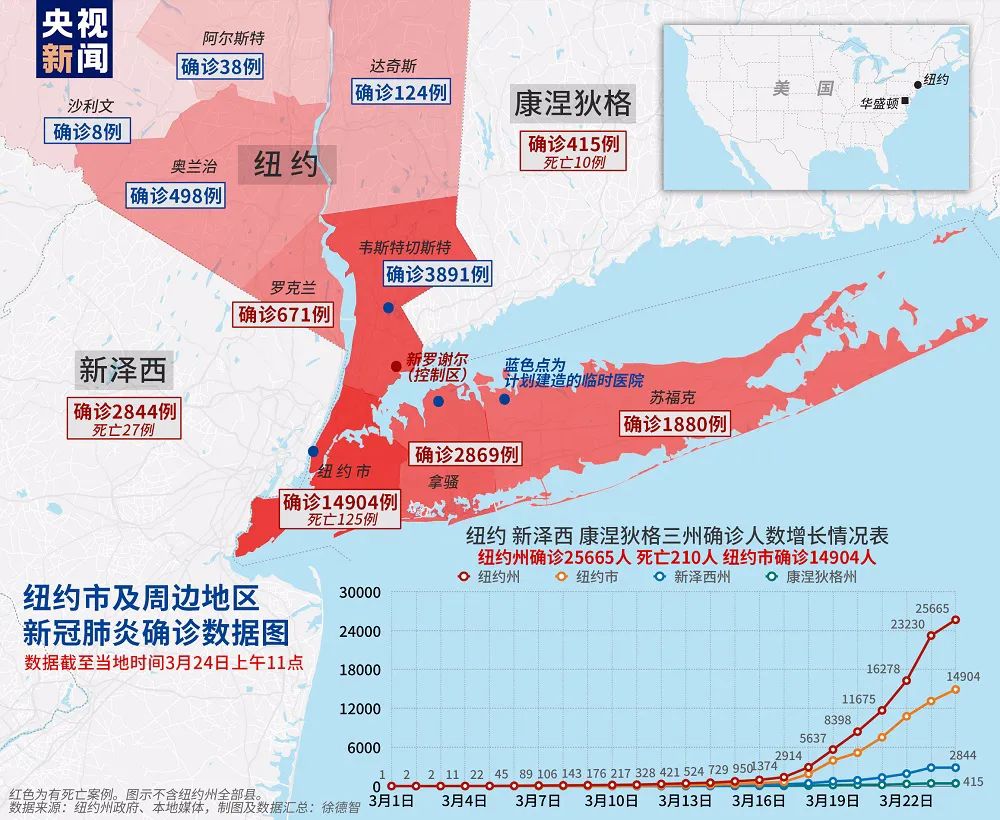 央视
新闻
阿尔斯特
确诊38例
达奇斯
确诊124例
沙利文
确诊8例
奥兰治
确诊498例
纽约
康涅狄格
确诊415例
死亡10例
美国
纽约
华盛顿
韦斯特切斯特
确诊3891例
罗克兰
确诊671例
新泽西
确诊2844例
死亡27例
新罗谢尔
（控制区）
蓝色点为
计划建造的临时医院
苏福克
确诊1880例
确诊2869例
拿骚
纽约市
确诊14904例
死亡125例
纽约 新泽西 康涅狄格三州确诊人数增长情况表
纽约州确诊25665人 死亡210人 纽约市确诊14904人
纽约州 纽约市 新泽西州 康涅狄格州
纽约市及周边地区
新冠肺炎确诊数据图
数据截至当地时间3月24日上午11点
30000
24000
18000
12000
6000
0
1 2 2 11 22 45 89 106 143 176 217 328 421 524 729 950 1374 2914 5637 8398 11675 16278 23230 25665
14904
2844
415
3月1日 3月4日 3月7日 3月10日 3月13日 3月16日 3月19日 3月22日
红色为有死亡案例。图示不含纽约州全部县。
数据来源：纽约州政府、本地媒体，制图及数据汇总：徐德智